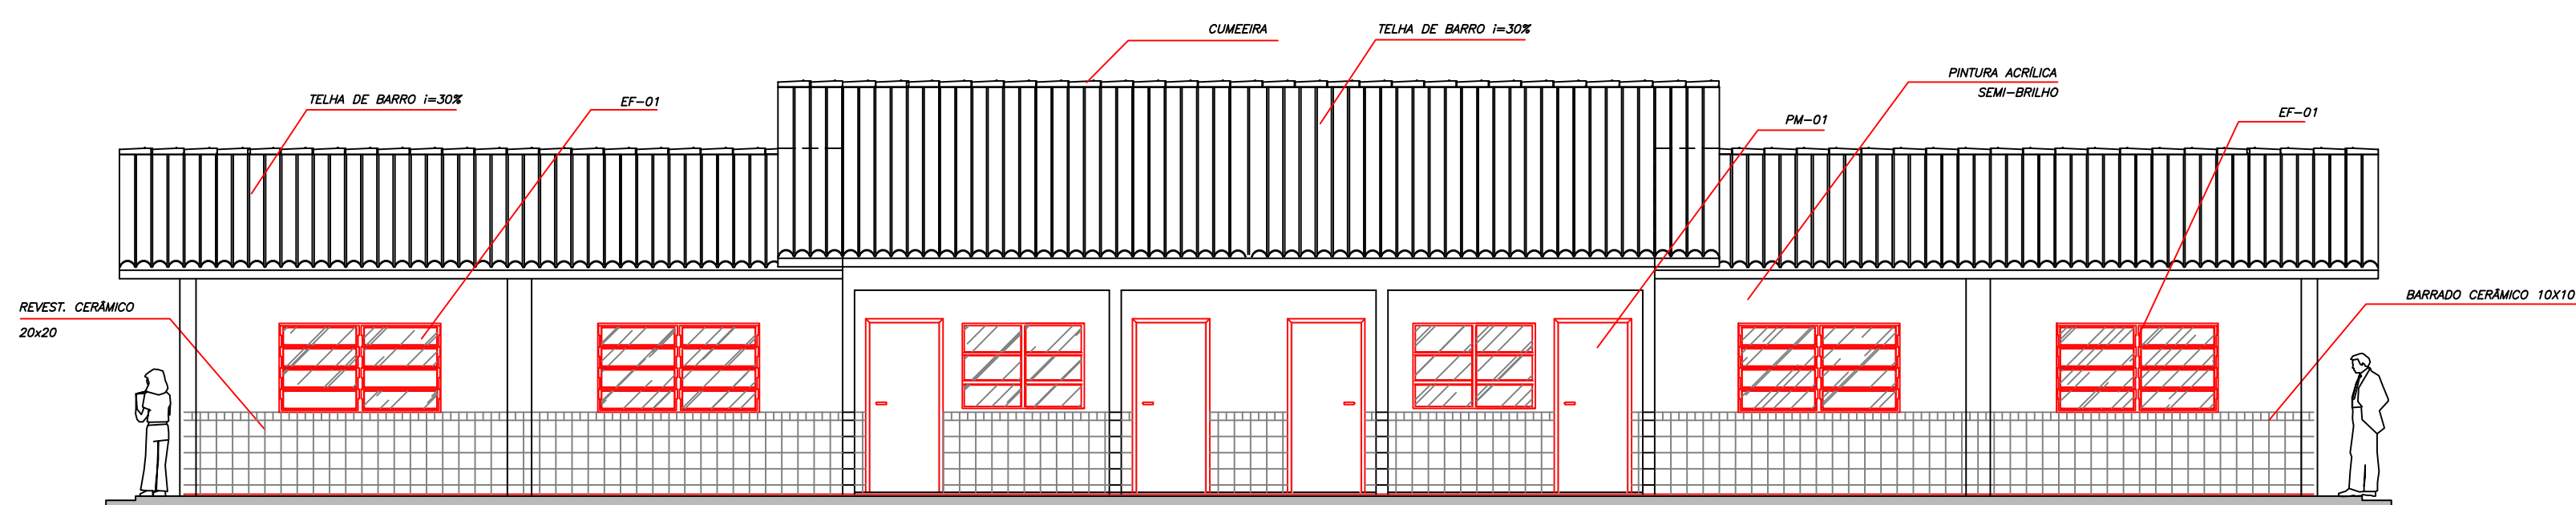 CUMEEIRA
TELHA DE BARRO i=30%
PINTURA ACRÍLICA
SEMI-BRILHO
TELHA DE BARRO i=30%
EF-01
PM-01
EF-01
REVEST. CERÂMICO
20x20
BARRADO CERÂMICO 10X10